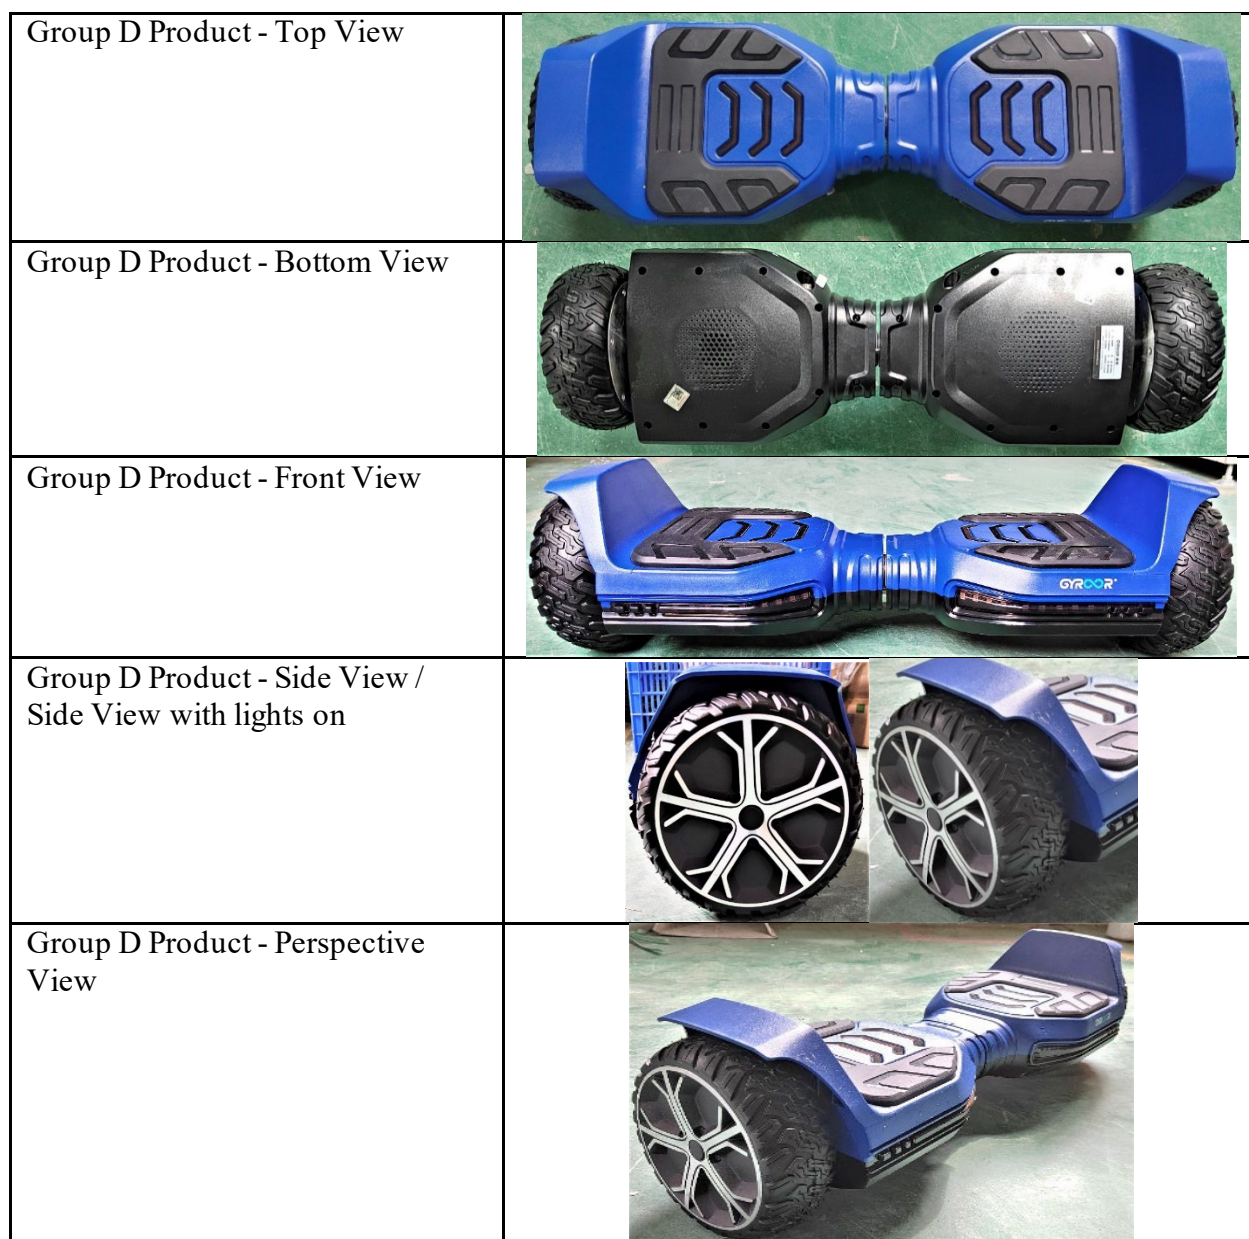 Group D Product - Top View
Group D Product - Bottom View
Group D Product - Front View
GYROOR
Group D Product - Side View /
Side View with lights on
Group D Product - Perspective
View